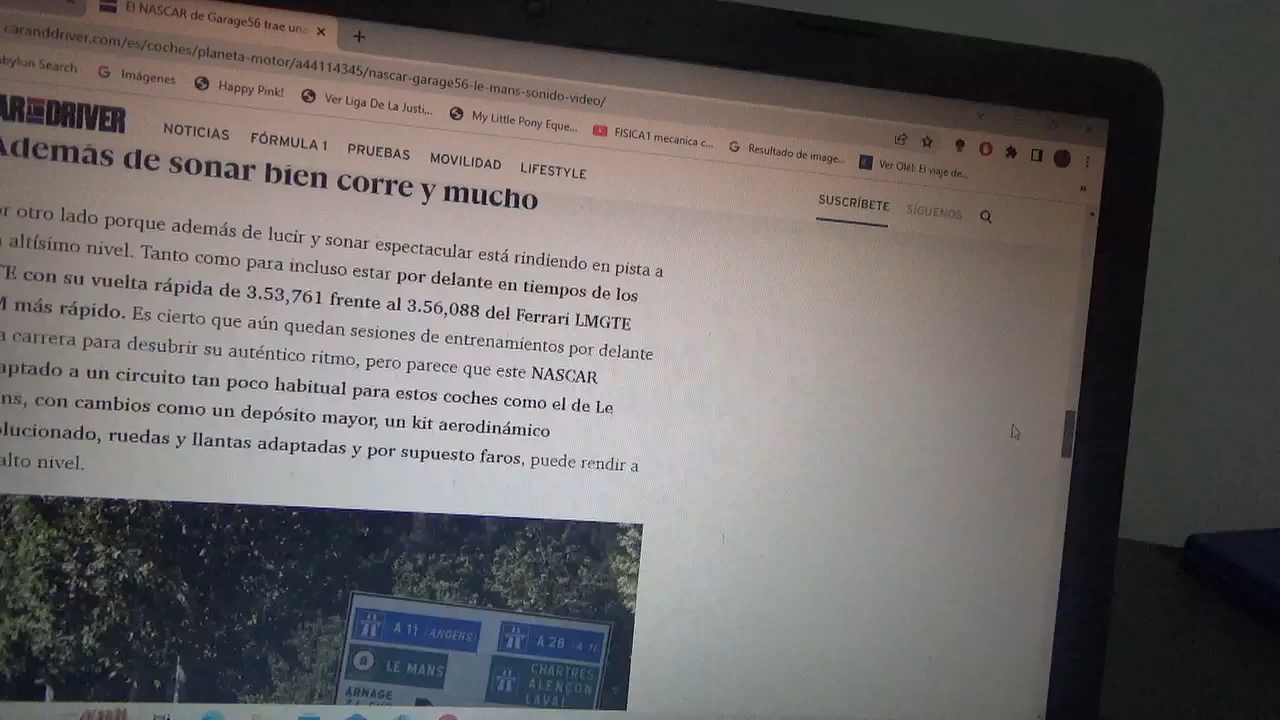 El NASCAR de Garage56 trae un
caranddriver.com/es/coches/planeta-motor/a44114345/nascar-garage56-le-mans-sonido-video/
Search Imágenes Happy Pink! Ver Liga De La Justi... My Little Pony Eque... FISICA1 mecanica c... Resultado de image... Ver Olé!: El viaje de...
DRIVER NOTICIAS FÓRMULA 1 PRUEBAS MOVILIDAD LIFESTYLE SUSCRÍBETE SÍGUENOS
Además de sonar bien corre y mucho
otro lado porque además de lucir y sonar espectacular está rindiendo en pista a
altísimo nivel. Tanto como para incluso estar por delante en tiempos de los
con su vuelta rápida de 3.53,761 frente al 3.56,088 del Ferrari LMGTE
más rápido. Es cierto que aún quedan sesiones de entrenamientos por delante
carrera para desubrir su auténtico ritmo, pero parece que este NASCAR
aptado a un circuito tan poco habitual para estos coches como el de Le
ns, con cambios como un depósito mayor, un kit aerodinámico
olucionado, ruedas y llantas adaptadas y por supuesto faros, puede rendir a
alto nivel.
A 11 (ANGERS) A 28
LE MANS CHARTRES
ALENÇON
ARNAGE LAVAL